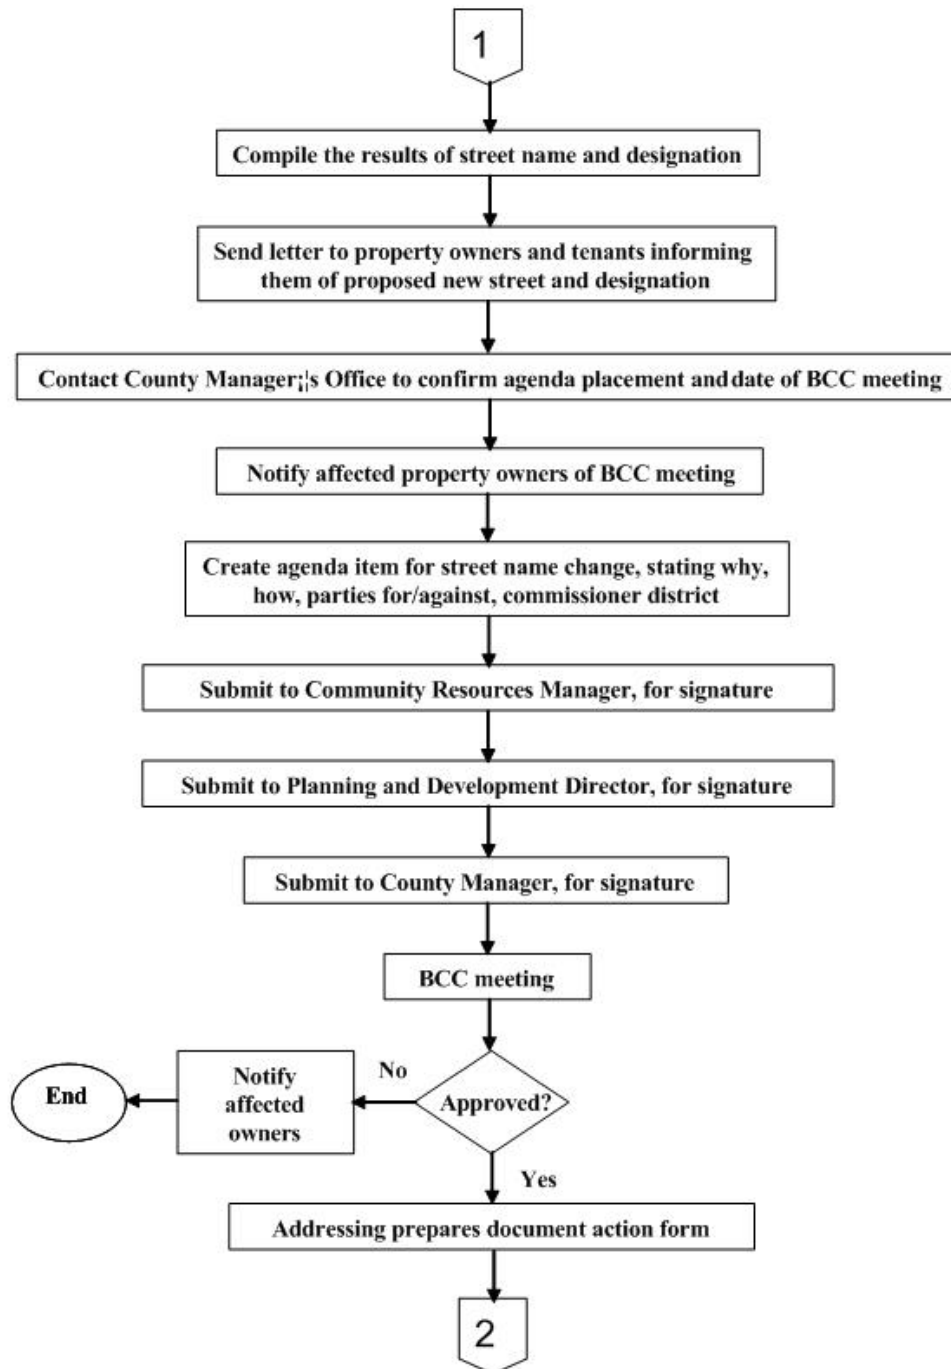 1
Compile the results of street name and designation
Send letter to property owners and tenants informing
them of proposed new street and designation
Contact County Manager;¦s Office to confirm agenda placement and date of BCC meeting
Notify affected property owners of BCC meeting
Create agenda item for street name change, stating why,
how, parties for/against, commissioner district
Submit to Community Resources Manager, for signature
Submit to Planning and Development Director, for signature
Submit to County Manager, for signature
BCC meeting
Approved?
No
Notify
affected
owners
End
Yes
Addressing prepares document action form
2